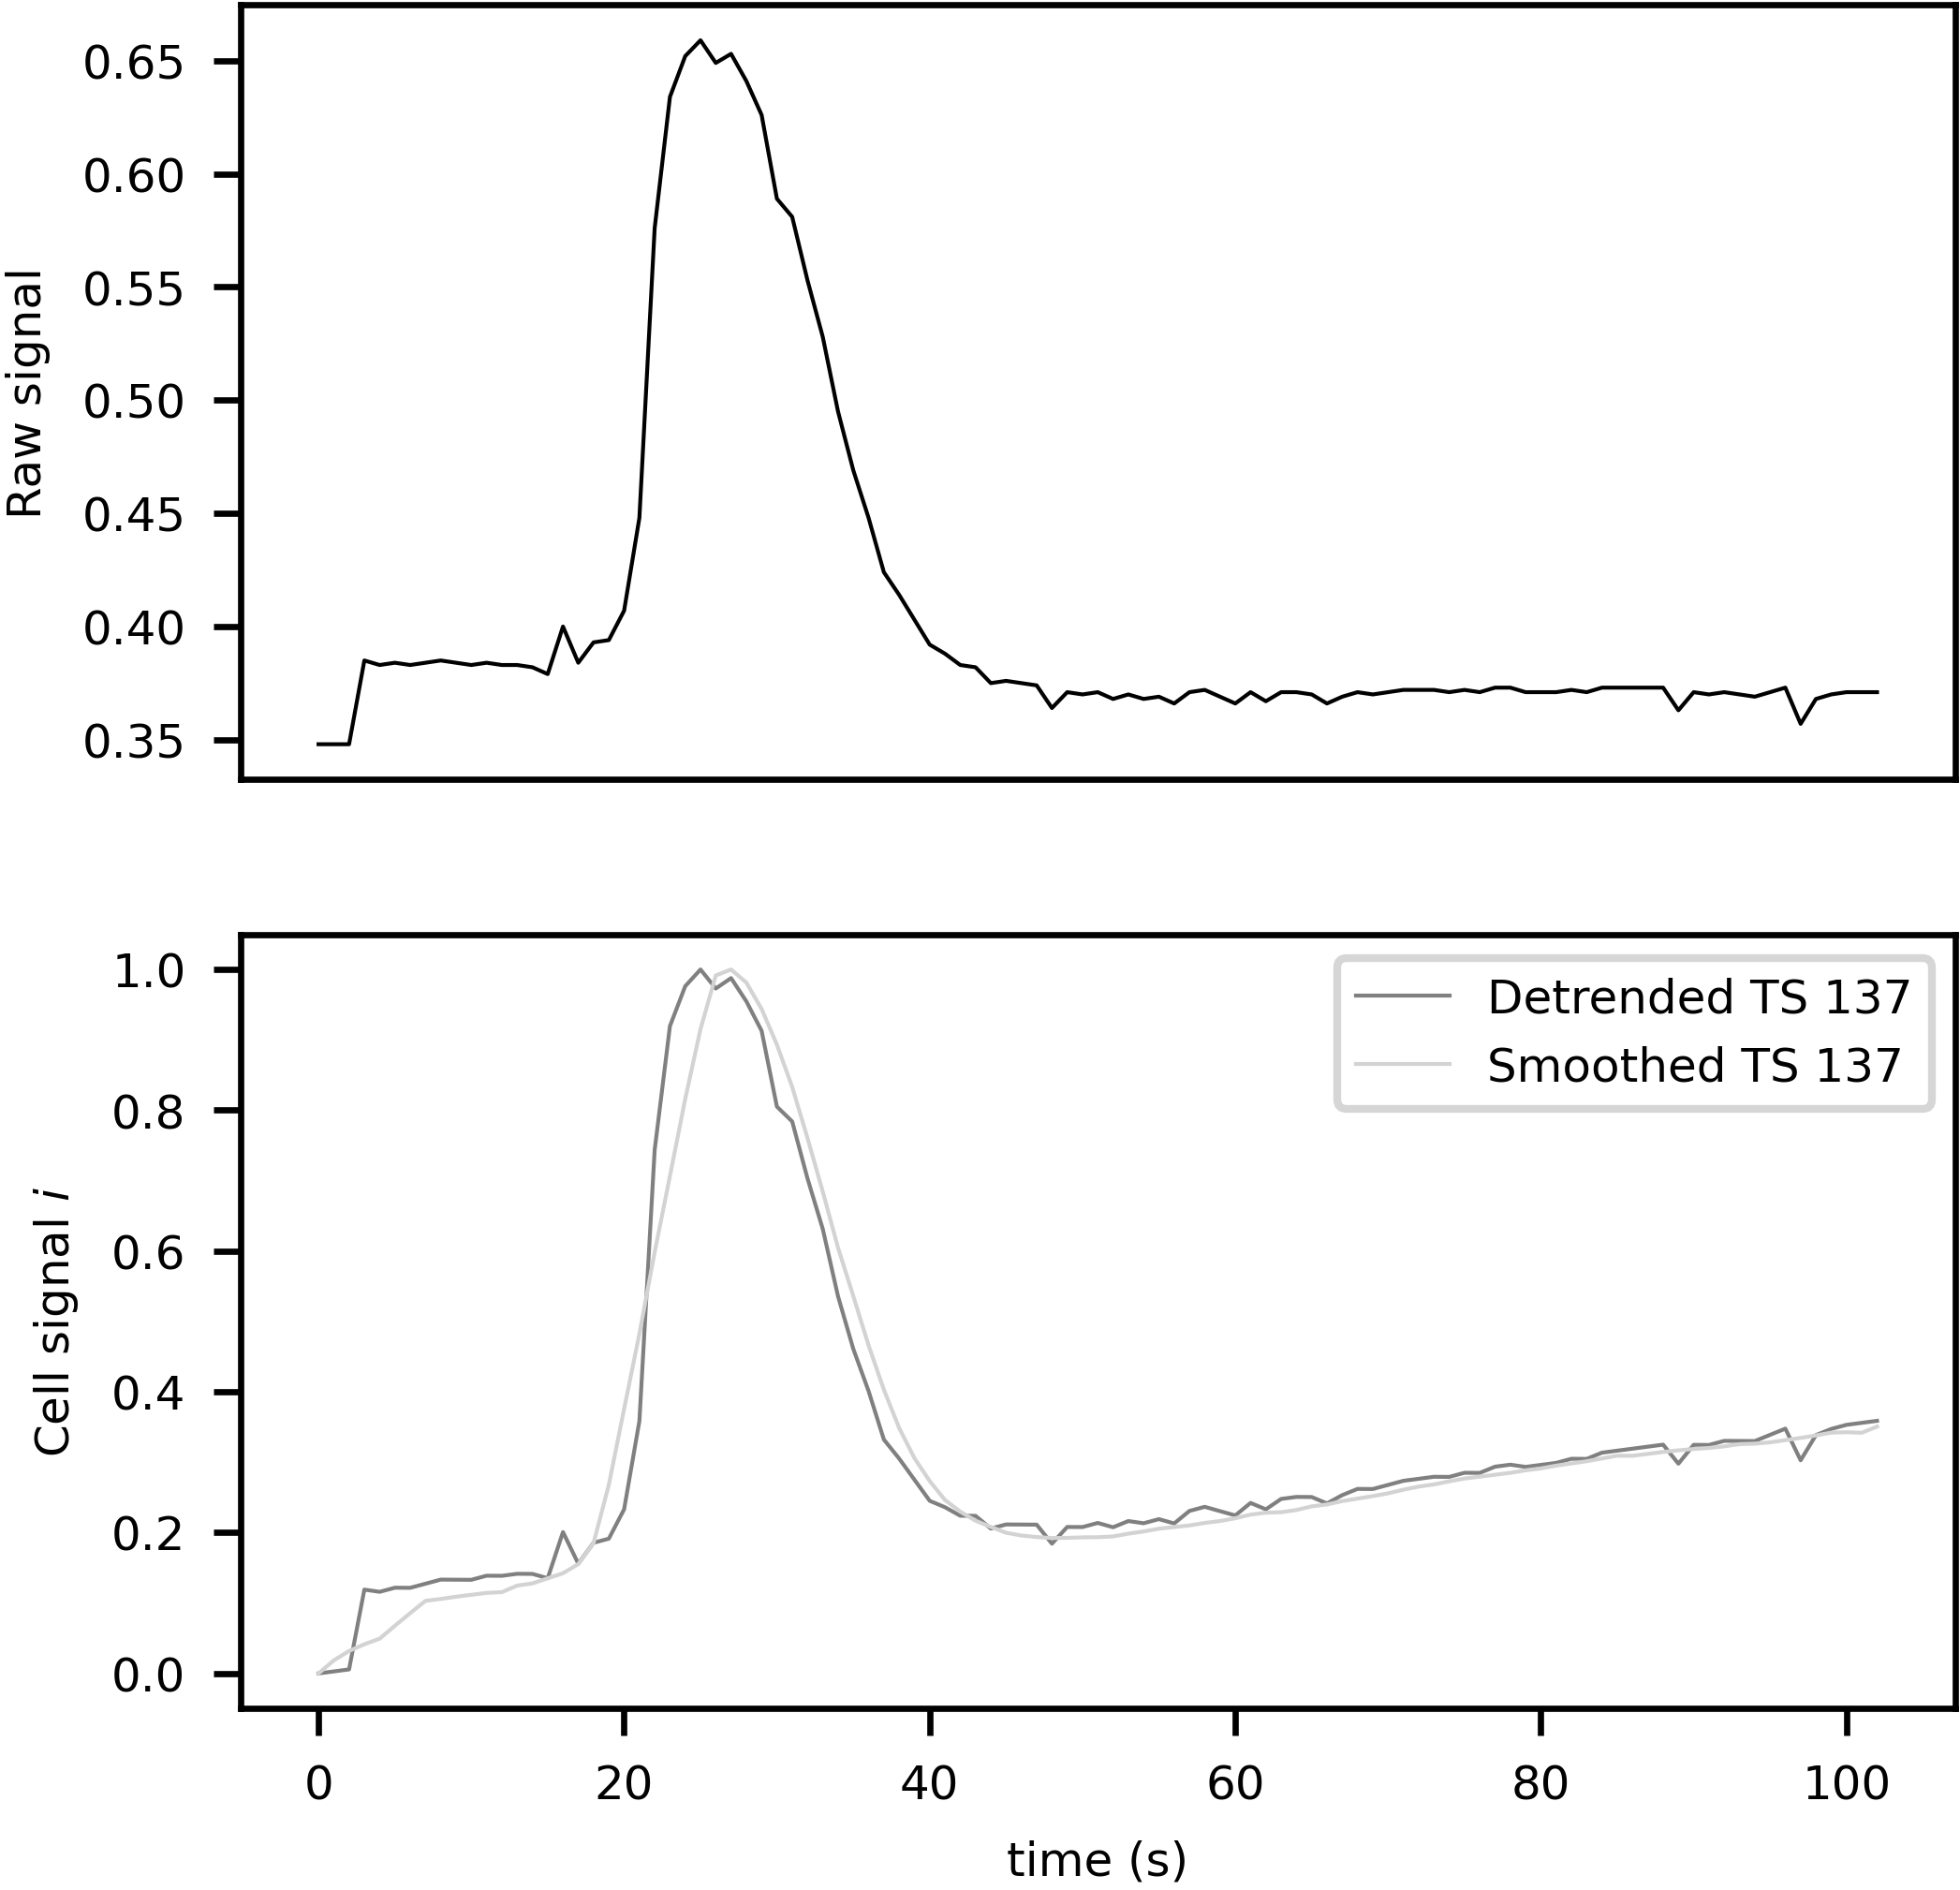 Raw signal
0.65
0.60
0.55
0.50
0.45
0.40
0.35
Cell signal i
1.0
0.8
0.6
0.4
0.2
0.0
Detrended TS 137
Smoothed TS 137
0 20 40 60 80 100
time (s)